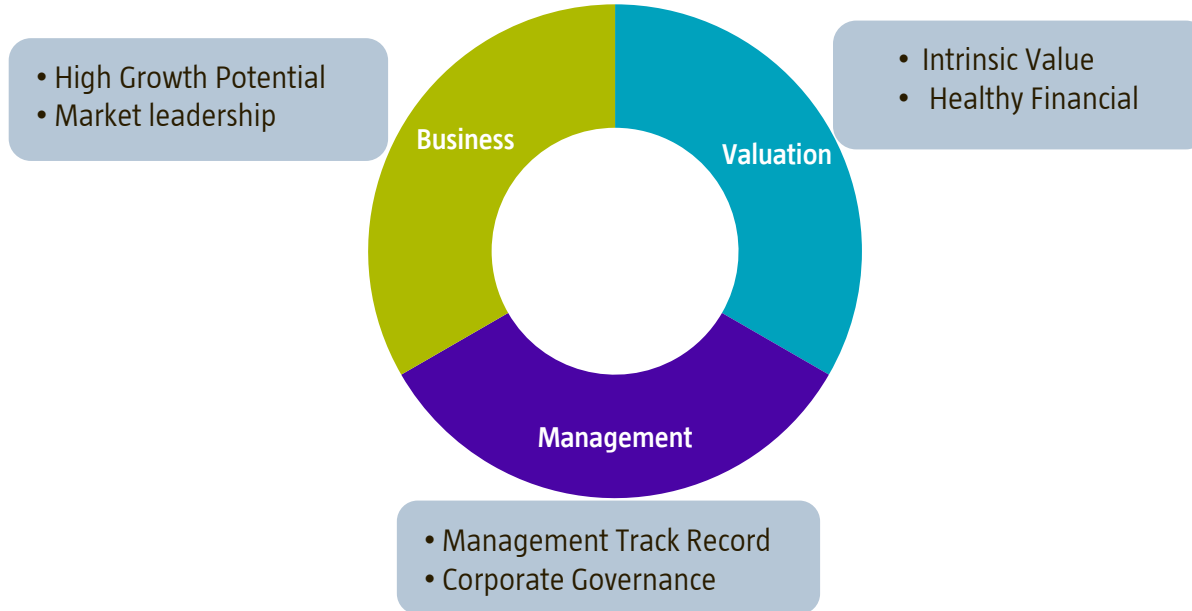 • High Growth Potential
• Market leadership
Business
• Intrinsic Value
• Healthy Financial
Valuation
Management
• Management Track Record
• Corporate Governance